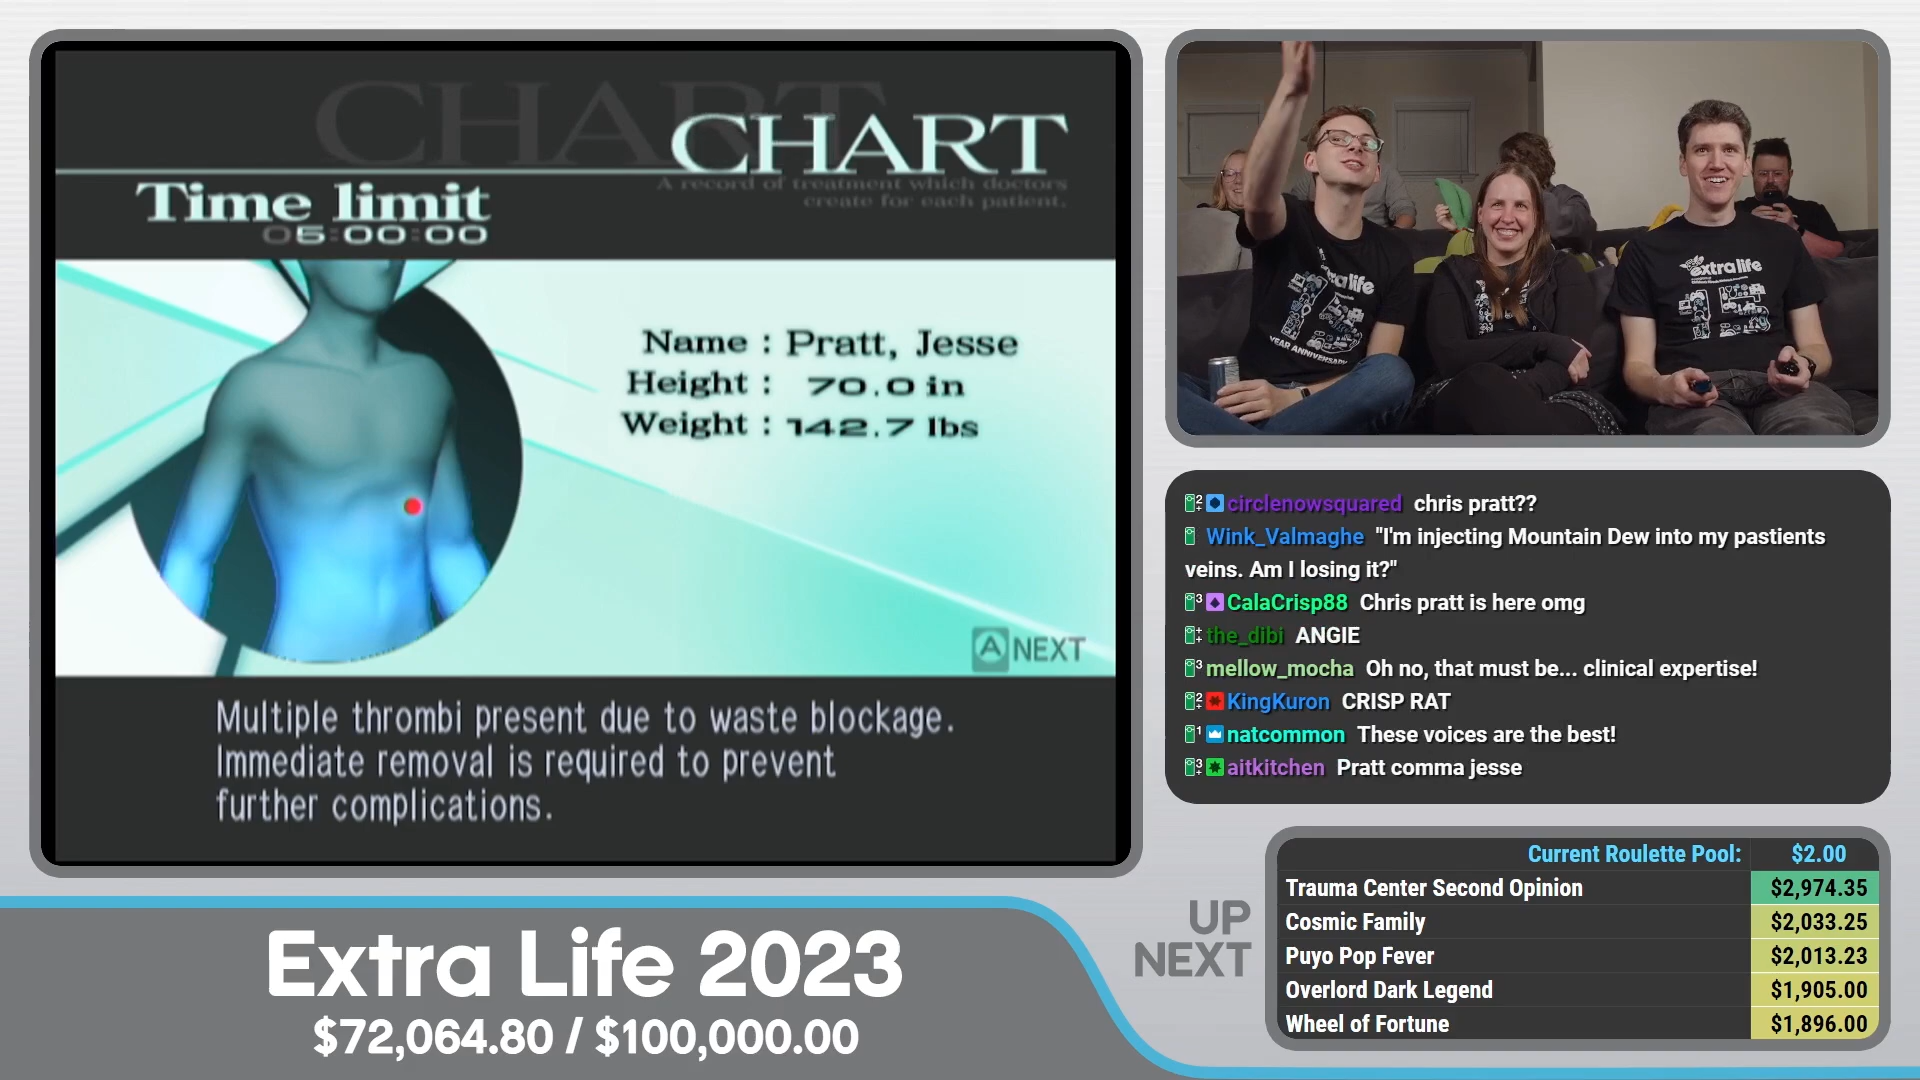 CHART
CHART
A record of treatment which doctors
create for each patient.
Time limit
05:00:00
Name : Pratt, Jesse
Height : 70.0 in
Weight : 142.7 lbs
A NEXT
Multiple thrombi present due to waste blockage.
Immediate removal is required to prevent
further complications.
extra life
YEAR ANNIVERSARY
extra life
circlenowsquared chris pratt??
Wink_Valmaghe "I'm injecting Mountain Dew into my pastients
veins. Am I losing it?"
CalaCrisp88 Chris pratt is here omg
the_dibi ANGIE
mellow_mocha Oh no, that must be... clinical expertise!
KingKuron CRISP RAT
natcommon These voices are the best!
aitkitchen Pratt comma jesse
UP
NEXT
Current Roulette Pool: $2.00
Trauma Center Second Opinion $2,974.35
Cosmic Family $2,033.25
Puyo Pop Fever $2,013.23
Overlord Dark Legend $1,905.00
Wheel of Fortune $1,896.00
Extra Life 2023
$72,064.80 / $100,000.00